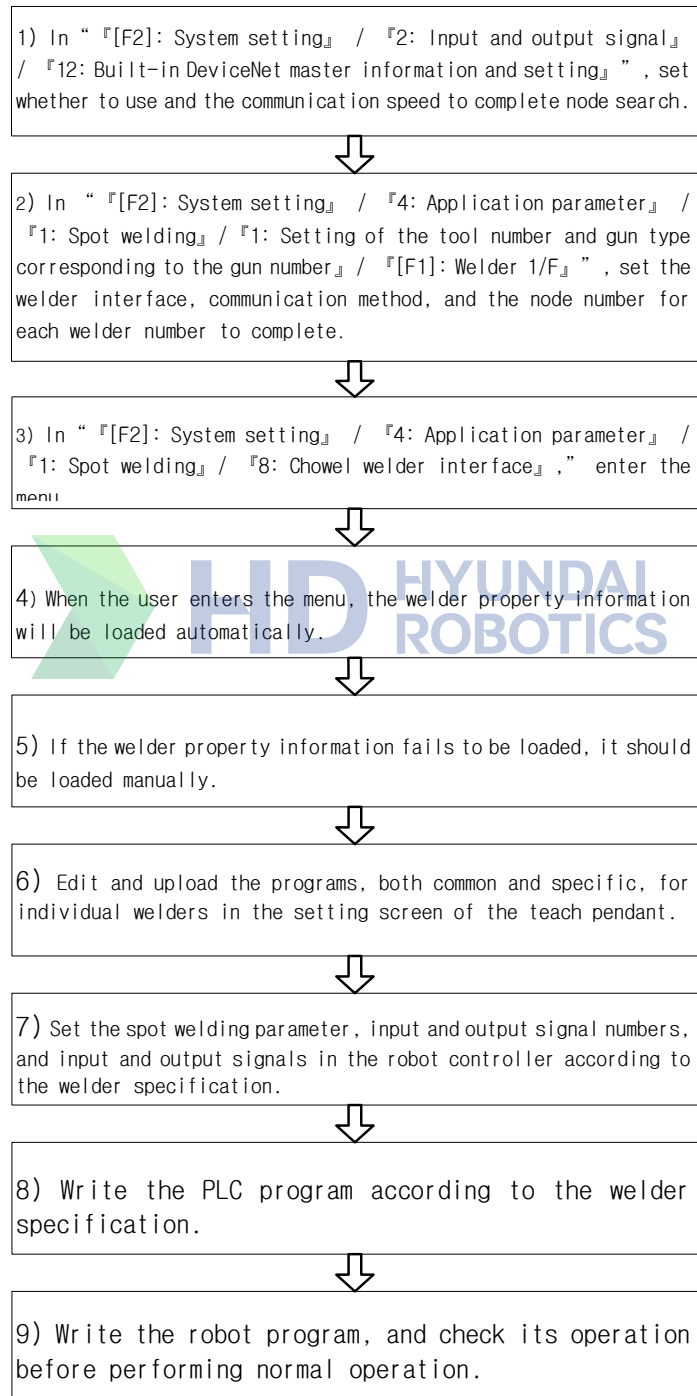 1) In “『[F2]: System setting』 / 『2: Input and output signal』
/ 『12: Built-in DeviceNet master information and setting』”, set
whether to use and the communication speed to complete node search.
2) In “『[F2]: System setting』 / 『4: Application parameter』 /
『1: Spot welding』/『1: Setting of the tool number and gun type
corresponding to the gun number』/ 『[F1]: Welder 1/F』”, set the
welder interface, communication method, and the node number for
each welder number to complete.
3) In “『[F2]: System setting』 / 『4: Application parameter』 /
『1: Spot welding』/ 『8: Chowel welder interface』,” enter the
menu
HD HYUNDAI
ROBOTICS
4) When the user enters the menu, the welder property information
will be loaded automatically.
5) If the welder property information fails to be loaded, it should
be loaded manually.
6) Edit and upload the programs, both common and specific, for
individual welders in the setting screen of the teach pendant.
7) Set the spot welding parameter, input and output signal numbers,
and input and output signals in the robot controller according to
the welder specification.
8) Write the PLC program according to the welder
specification.
9) Write the robot program, and check its operation
before performing normal operation.